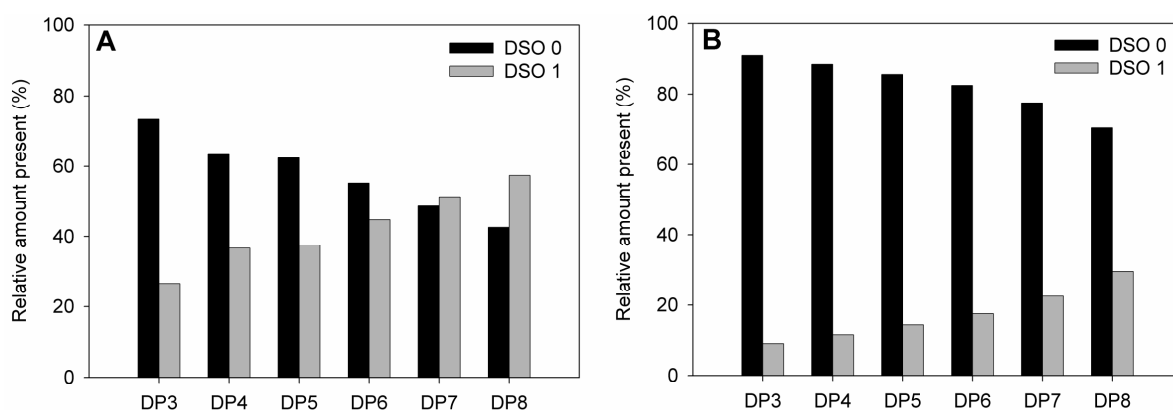 A
DSO 0
DSO 1
Relative amount present (%)
100
80
60
40
20
0
DP3 DP4 DP5 DP6 DP7 DP8
B
DSO 0
DSO 1
Relative amount present (%)
100
80
60
40
20
0
DP3 DP4 DP5 DP6 DP7 DP8